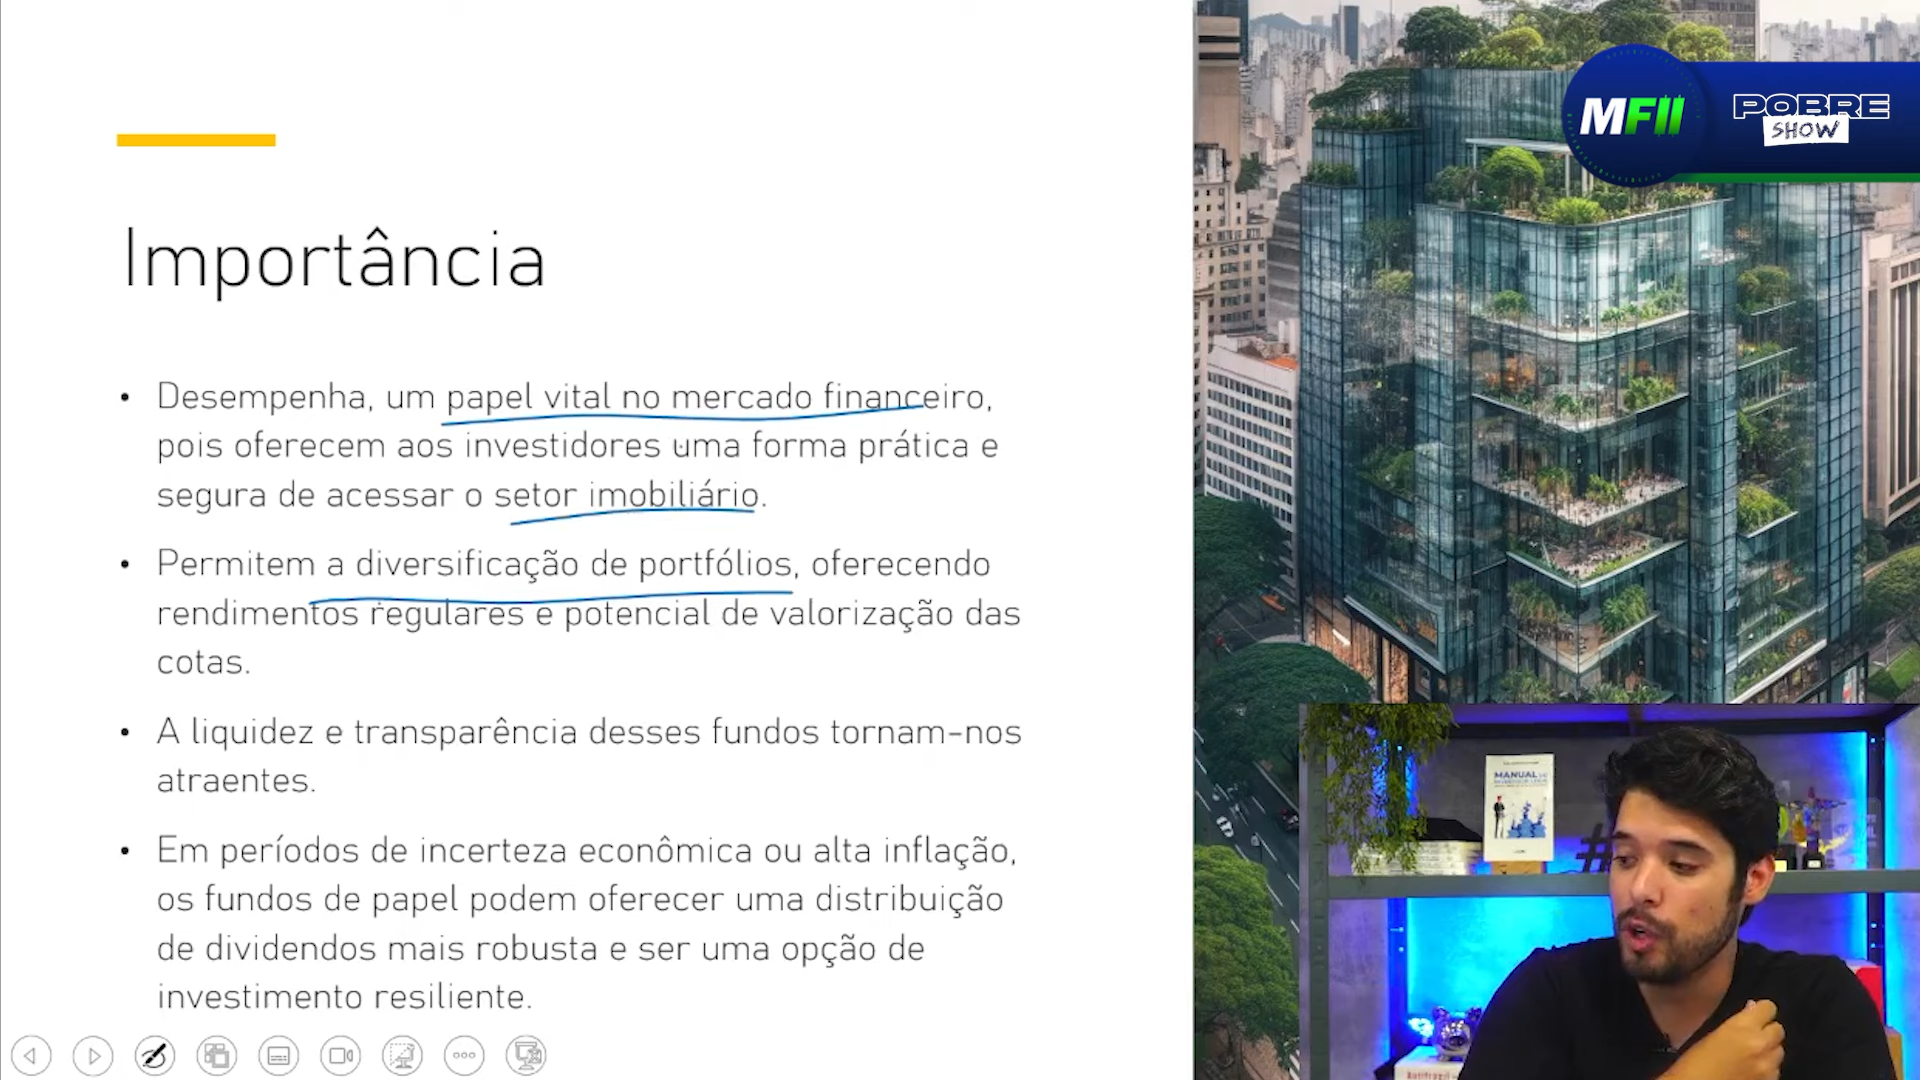 MFII
POBRE
SHOW
Importância
• Desempenha, um papel vital no mercado financeiro,
pois oferecem aos investidores uma forma prática e
segura de acessar o setor imobiliário.
• Permitem a diversificação de portfólios, oferecendo
rendimentos regulares e potencial de valorização das
cotas.
• A liquidez e transparência desses fundos tornam-nos
atraentes.
• Em períodos de incerteza econômica ou alta inflação,
os fundos de papel podem oferecer uma distribuição
de dividendos mais robusta e ser uma opção de
investimento resiliente.
MANUAL
#
Antifrágil